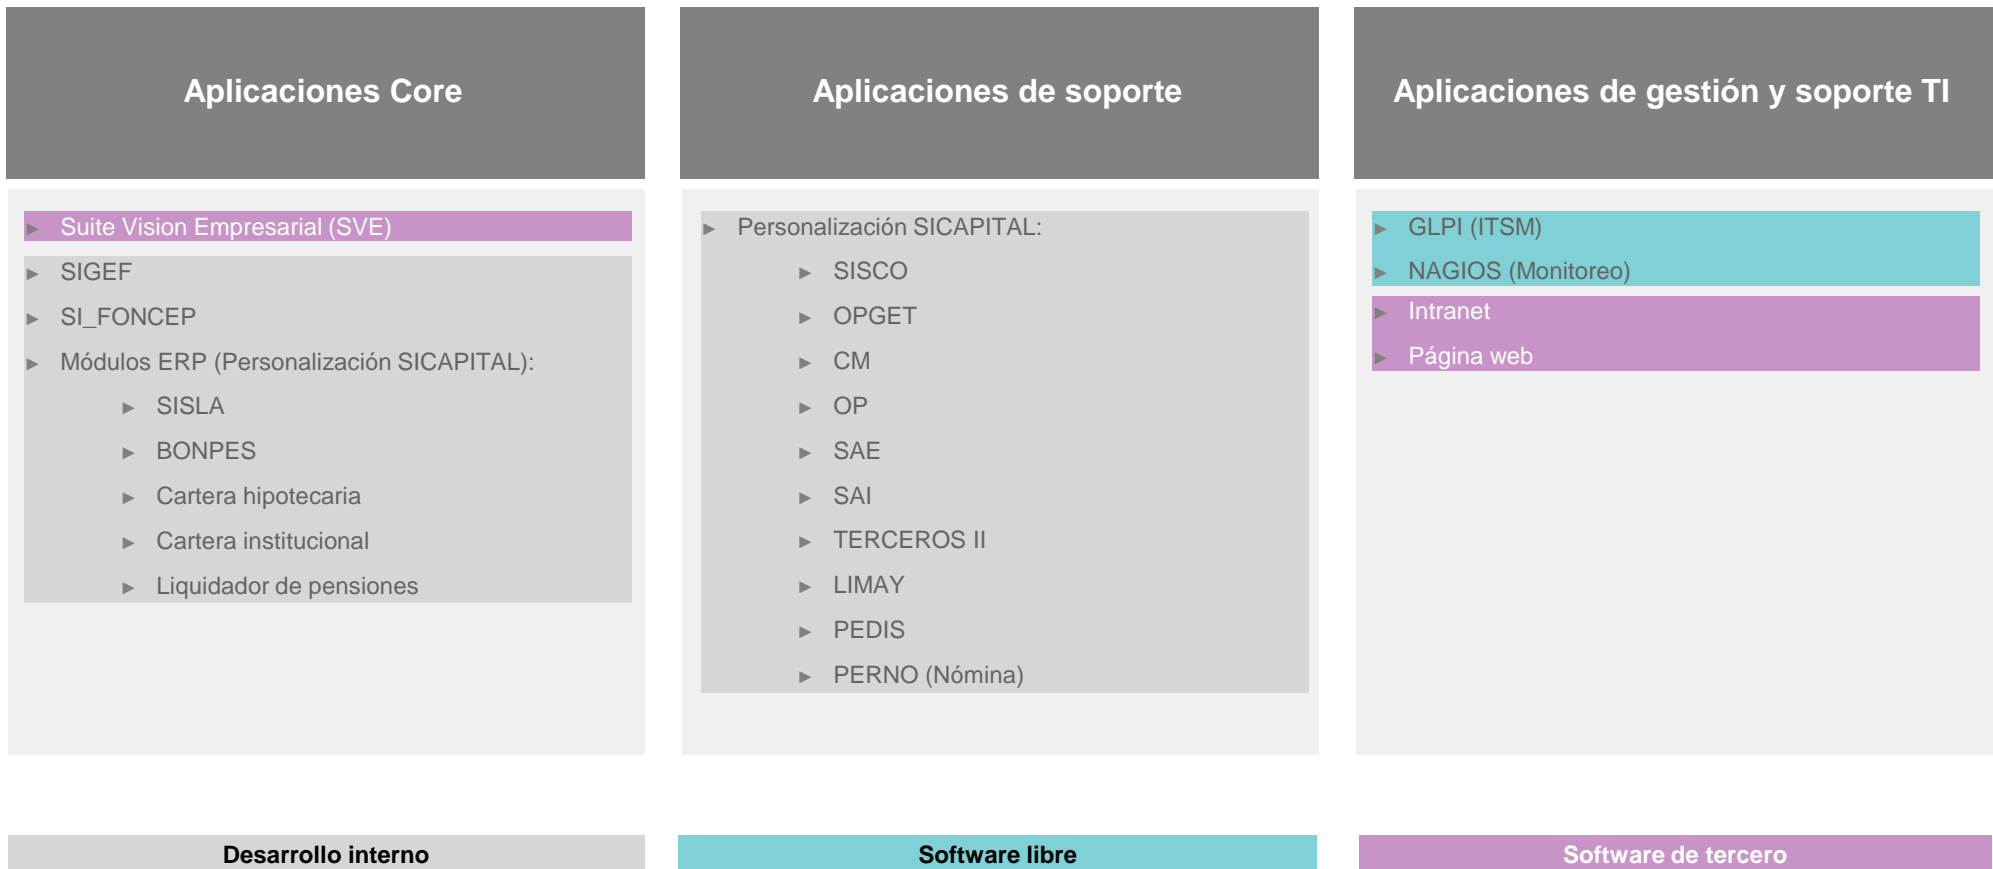 Aplicaciones Core
► Suite Vision Empresarial (SVE)
► SIGEF
► SI_FONCEP
► Módulos ERP (Personalización SICAPITAL):
► SISLA
► BONPES
► Cartera hipotecaria
► Cartera institucional
► Liquidador de pensiones
Aplicaciones de soporte
► Personalización SICAPITAL:
► SISCO
► OPGET
► CM
► OP
► SAE
► SAI
► TERCEROS II
► LIMAY
► PEDIS
► PERNO (Nómina)
Aplicaciones de gestión y soporte TI
► GLPI (ITSM)
► NAGIOS (Monitoreo)
► Intranet
► Página web
Desarrollo interno
Software libre
Software de tercero